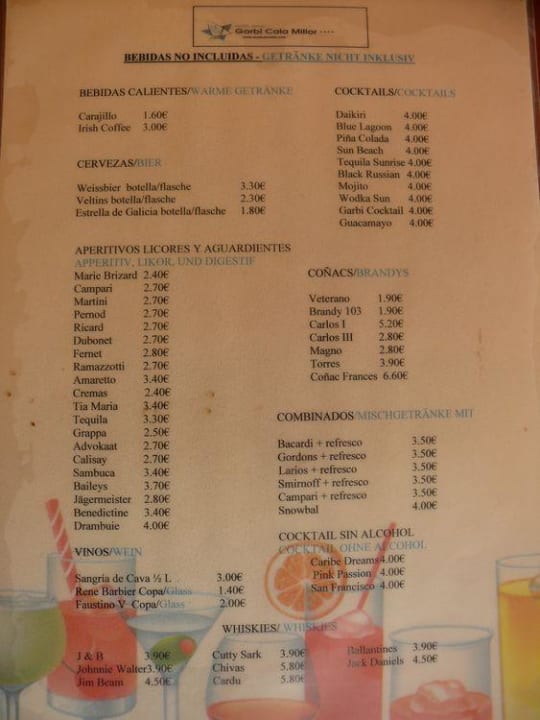 Garbi Cala Millor ····
BEBIDAS NO INCLUIDAS - GETRÄNKE NICHT INKLUSIV
BEBIDAS CALIENTES/WARME GETRÄNKE
Carajillo 1.60€
Irish Coffee 3.00€
CERVEZAS/BIER
Weissbier botella/flasche 3.30€
Veltins botella/flasche 2.30€
Estrella de Galicia botella/flasche 1.80€
APERITIVOS LICORES Y AGUARDIENTES
APPERITIV, LIKOR, UND DIGESTIF
Marie Brizard 2.40€
Campari 2.70€
Martini 2.70€
Pernod 2.70€
Ricard 2.70€
Dubonet 2.70€
Fernet 2.80€
Ramazzotti 2.70€
Amaretto 3.40€
Cremas 2.40€
Tia Maria 3.40€
Tequila 3.30€
Grappa 2.50€
Advokaat 2.70€
Calisay 2.70€
Sambuca 3.40€
Baileys 3.70€
Jägermeister 2.80€
Benedictine 3.40€
Drambuie 4.00€
VINOS/WEIN
Sangria de Cava ½ L 3.00€
Rene Barbier Copa/Glass 1.40€
Faustino V Copa/Glass 2.00€
COCKTAILS/COCKTAILS
Daikiri 4.00€
Blue Lagoon 4.00€
Piña Colada 4.00€
Sun Beach 4.00€
Tequila Sunrise 4.00€
Black Russian 4.00€
Mojito 4.00€
Wodka Sun 4.00€
Garbi Cocktail 4.00€
Guacamayo 4.00€
COÑACS/BRANDYS
Veterano 1.90€
Brandy 103 1.90€
Carlos I 5.20€
Carlos III 2.80€
Magno 2.80€
Torres 3.90€
Coñac Frances 6.60€
COMBINADOS/MISCHGETRÄNKE MIT
Bacardi + refresco 3.50€
Gordons + refresco 3.50€
Larios + refresco 3.50€
Smirnoff + refresco 3.50€
Campari + refresco 3.50€
Snowbal 4.00€
COCKTAIL SIN ALCOHOL
COCKTAIL OHNE ALCOHOL
Caribe Dreams 4.00€
Pink Passion 4.00€
San Francisco 4.00€
WHISKIES/ WHISKIES
J & B 3.90€ Cutty Sark 3.90€ Ballantines 3.90€
Johnnie Walter 3.90€ Chivas 5.80€ Jack Daniels 4.50€
Jim Beam 4.50€ Cardu 5.80€